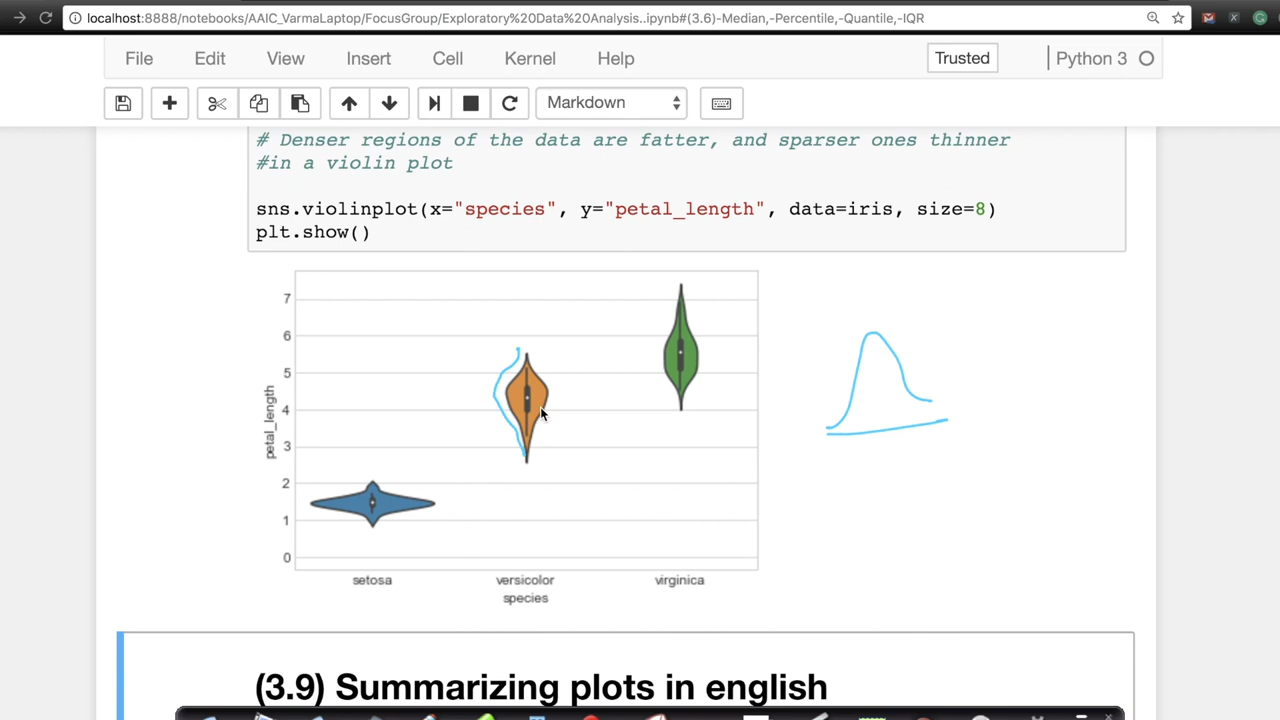 localhost:8888/notebooks/AAIC_VarmaLaptop/FocusGroup/Exploratory%20Data%20Analysis..ipynb#(3.6)-Median,-Percentile,-Quantile,-IQR
File Edit View Insert Cell Kernel Help Trusted Python 3
Markdown
# Denser regions of the data are fatter, and sparser ones thinner
#in a violin plot
sns.violinplot(x="species", y="petal_length", data=iris, size=8)
plt.show()
7
6
5
4
3
2
1
0
petal_length
setosa versicolor virginica
species
(3.9) Summarizing plots in english